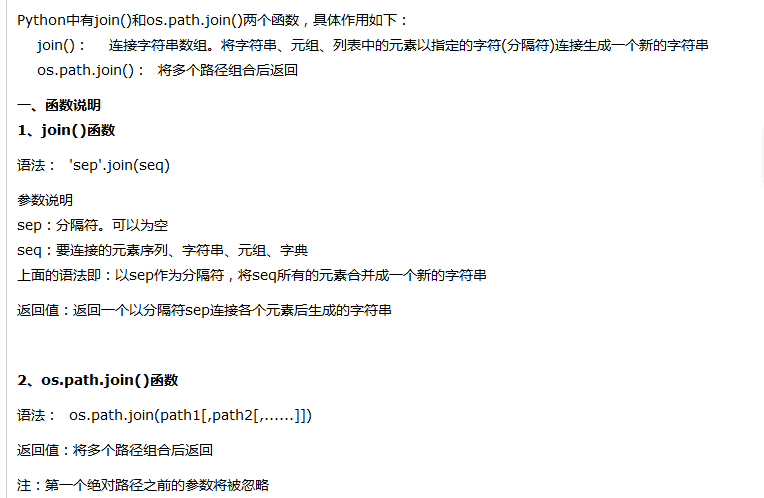 Python中有join()和os.path.join()两个函数，具体作用如下：
join()： 连接字符串数组。将字符串、元组、列表中的元素以指定的字符(分隔符)连接生成一个新的字符串
os.path.join()： 将多个路径组合后返回
一、函数说明
1、join()函数
语法： 'sep'.join(seq)
参数说明
sep：分隔符。可以为空
seq：要连接的元素序列、字符串、元组、字典
上面的语法即：以sep作为分隔符，将seq所有的元素合并成一个新的字符串
返回值：返回一个以分隔符sep连接各个元素后生成的字符串
2、os.path.join()函数
语法： os.path.join(path1[,path2[,......]])
返回值：将多个路径组合后返回
注：第一个绝对路径之前的参数将被忽略